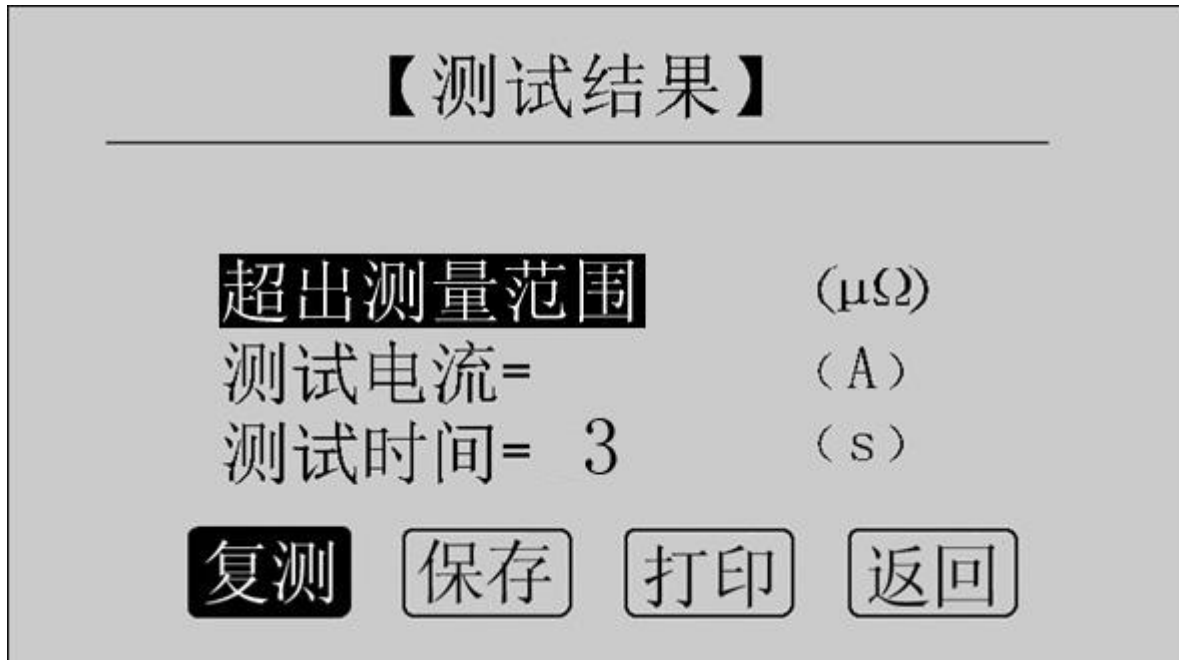 【测试结果】
超出测量范围 (μΩ)
测试电流= （A）
测试时间= 3 （s）
复测 保存 打印 返回